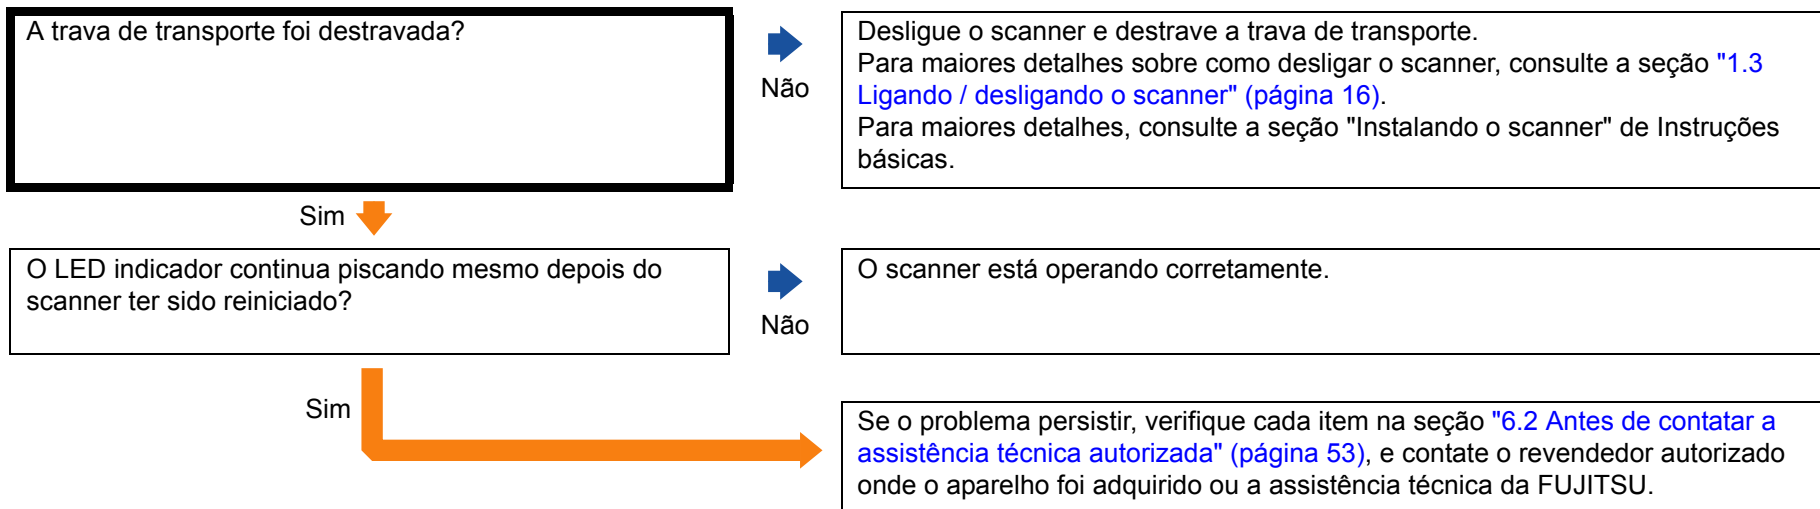 A trava de transporte foi destravada?
Não
Desligue o scanner e destrave a trava de transporte.
Para maiores detalhes sobre como desligar o scanner, consulte a seção "1.3
Ligando / desligando o scanner" (página 16).
Para maiores detalhes, consulte a seção "Instalando o scanner" de Instruções
básicas.
Sim
O LED indicador continua piscando mesmo depois do
scanner ter sido reiniciado?
Não
O scanner está operando corretamente.
Sim
Se o problema persistir, verifique cada item na seção "6.2 Antes de contatar a
assistência técnica autorizada" (página 53), e contate o revendedor autorizado
onde o aparelho foi adquirido ou a assistência técnica da FUJITSU.